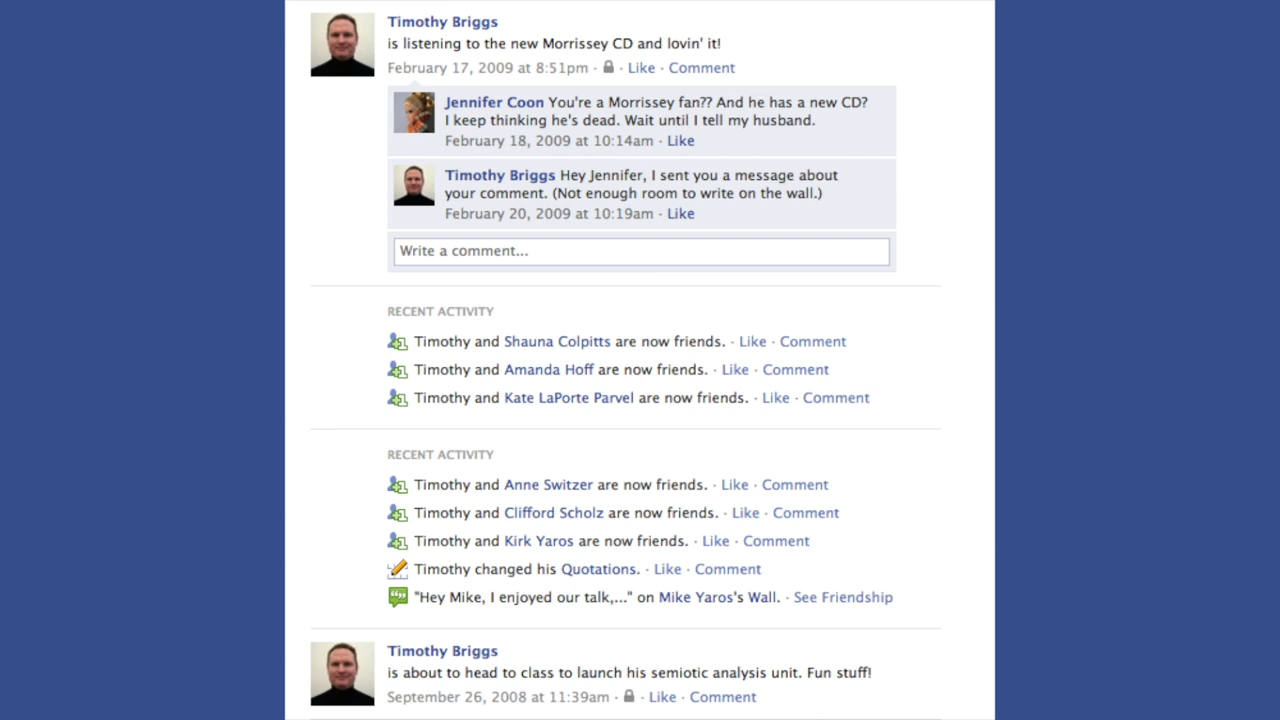 Timothy Briggs
is listening to the new Morrissey CD and lovin' it!
February 17, 2009 at 8:51pm · Like · Comment
Jennifer Coon You're a Morrissey fan?? And he has a new CD?
I keep thinking he's dead. Wait until I tell my husband.
February 18, 2009 at 10:14am · Like
Timothy Briggs Hey Jennifer, I sent you a message about
your comment. (Not enough room to write on the wall.)
February 20, 2009 at 10:19am · Like
Write a comment...
RECENT ACTIVITY
Timothy and Shauna Colpitts are now friends. · Like · Comment
Timothy and Amanda Hoff are now friends. · Like · Comment
Timothy and Kate LaPorte Parvel are now friends. · Like · Comment
RECENT ACTIVITY
Timothy and Anne Switzer are now friends. · Like · Comment
Timothy and Clifford Scholz are now friends. · Like · Comment
Timothy and Kirk Yaros are now friends. · Like · Comment
Timothy changed his Quotations. · Like · Comment
"Hey Mike, I enjoyed our talk,..." on Mike Yaros's Wall. · See Friendship
Timothy Briggs
is about to head to class to launch his semiotic analysis unit. Fun stuff!
September 26, 2008 at 11:39am · Like · Comment